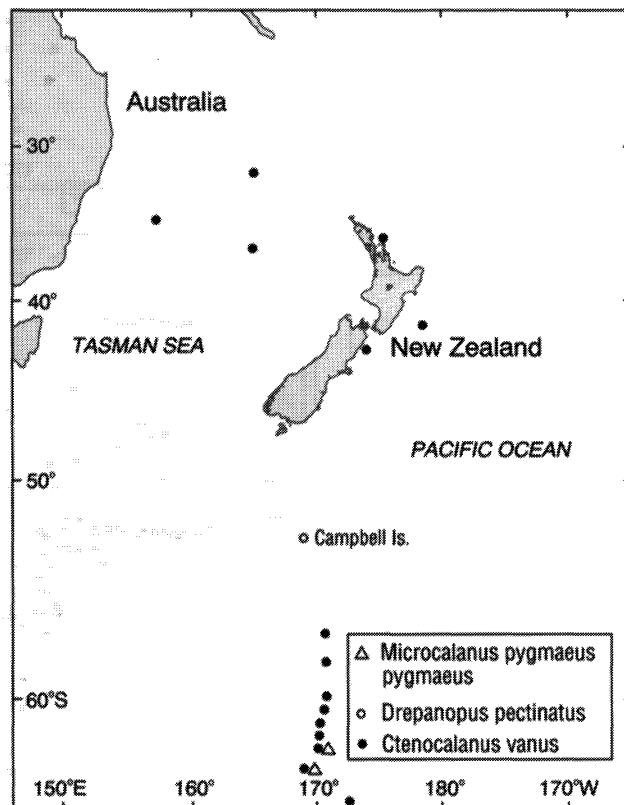 Australia
30°
40°
TASMAN SEA
New Zealand
PACIFIC OCEAN
50°
Campbell Is.
Microcalanus pygmaeus
pygmaeus
60°S
Drepanopus pectinatus
Ctenocalanus vanus
150°E
160°
170°
180°
170°W